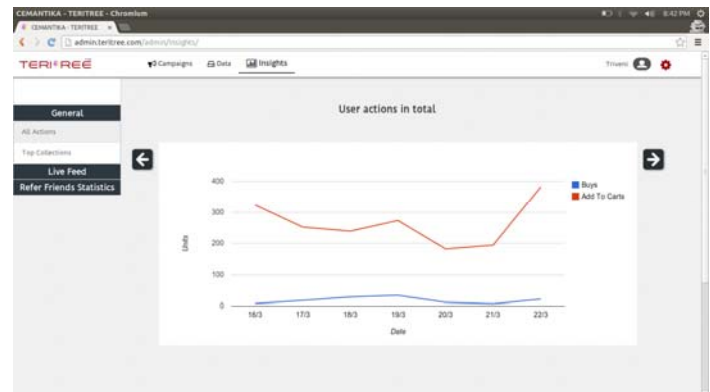 CEMANTIKA - TERITREE - Chromium
8:42 PM
CEMANTIKA - TERITREE
admin.teritree.com/admin/insights/
TERITREE
Campaigns
Data
Insights
Triveni
General
All Actions
Top Collections
Live Feed
Refer Friends Statistics
User actions in total
400
300
200
100
0
Units
16/3
17/3
18/3
19/3
20/3
21/3
22/3
Date
Buys
Add To Carts